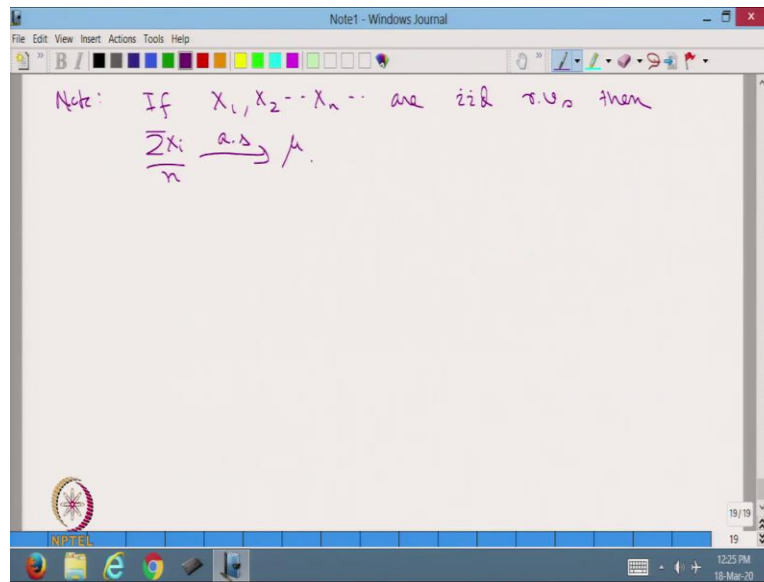 Note1 - Windows Journal
File Edit View Insert Actions Tools Help
B I
Note: If X₁, X₂ -- Xₙ -- are iid r.v.s then
ΣXi a.s → μ.
n
NPTEL
19/19
19
12:25 PM
18-Mar-20